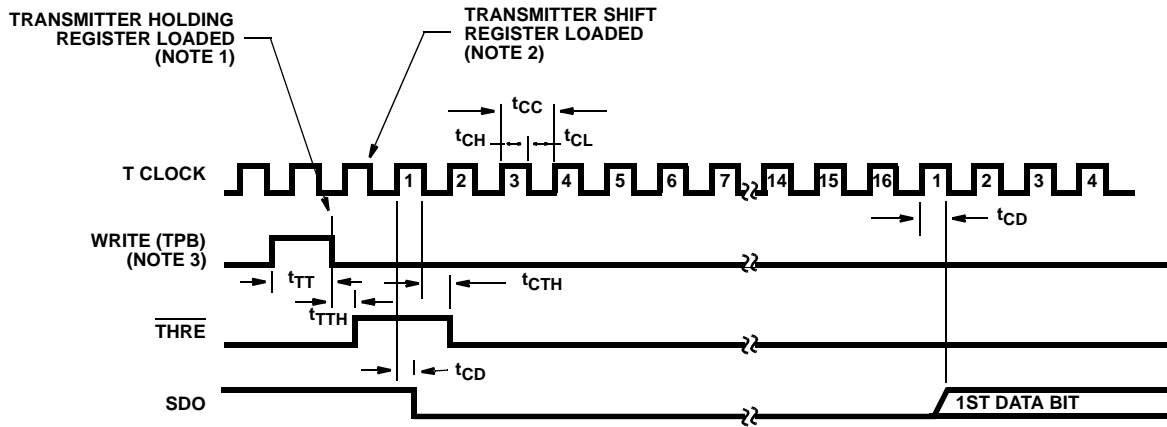 TRANSMITTER HOLDING
REGISTER LOADED
(NOTE 1)
TRANSMITTER SHIFT
REGISTER LOADED
(NOTE 2)
tCC
tCH
tCL
T CLOCK
1 2 3 4 5 6 7 14 15 16 1 2 3 4
tCD
WRITE (TPB)
(NOTE 3)
tTT
tCTH
tTTH
THRE
tCD
SDO
1ST DATA BIT